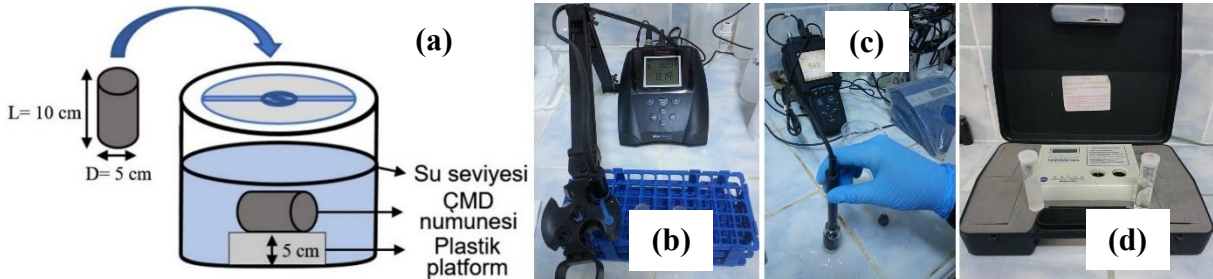 (a)
L= 10 cm
D= 5 cm
Su seviyesi
ÇMD
numunesi
Plastik
platform
5 cm
(b)
(c)
(d)